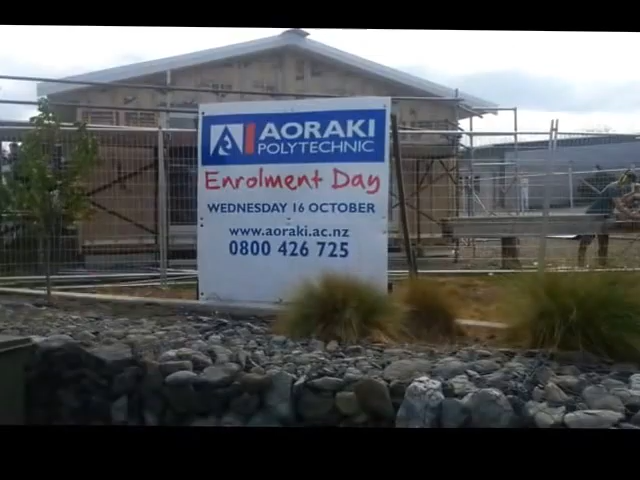 AORAKI
POLYTECHNIC
Enrolment Day
WEDNESDAY 16 OCTOBER
www.aoraki.ac.nz
0800 426 725